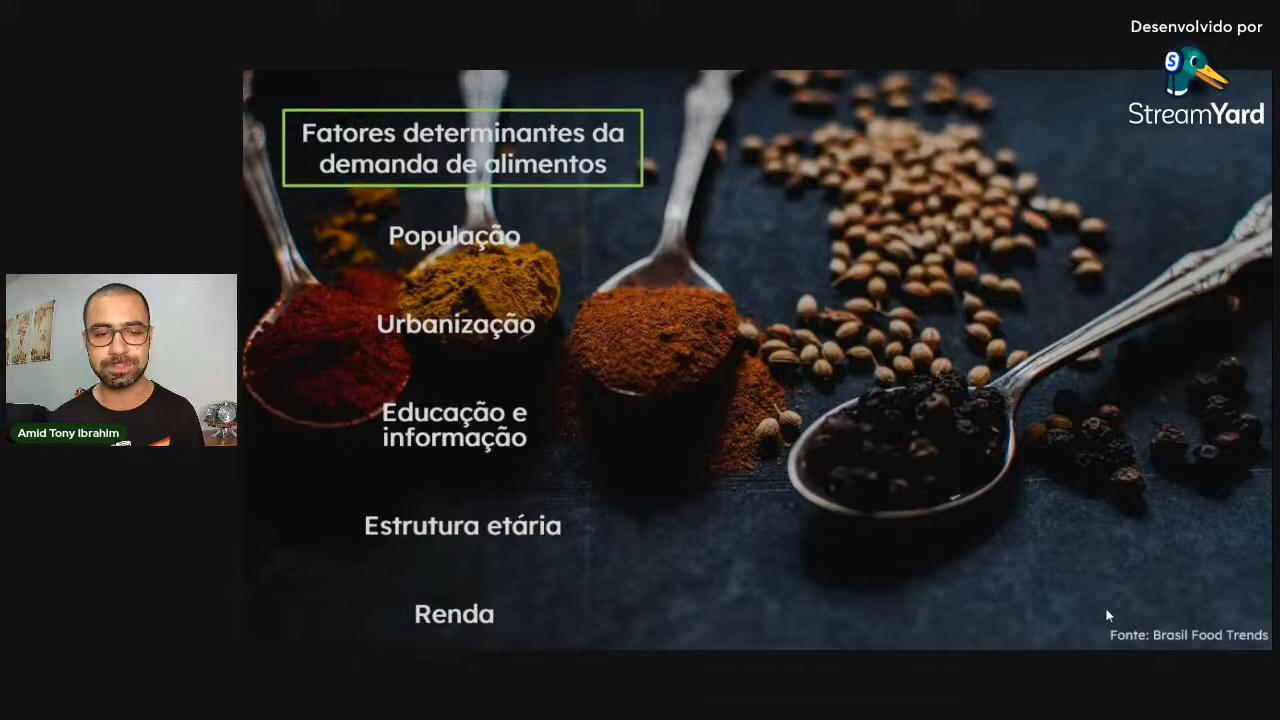 Desenvolvido por
StreamYard
Fatores determinantes da
demanda de alimentos
População
Urbanização
Educação e
informação
Estrutura etária
Renda
Amid Tony Ibrahim
Fonte: Brasil Food Trends